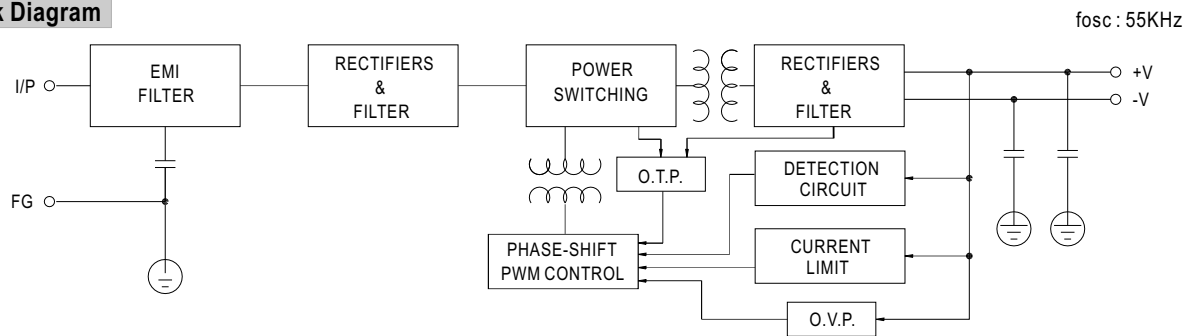 Diagram
fosc : 55KHz
I/P
EMI
FILTER
RECTIFIERS
&
FILTER
POWER
SWITCHING
RECTIFIERS
&
FILTER
+V
-V
O.T.P.
DETECTION
CIRCUIT
FG
PHASE-SHIFT
PWM CONTROL
CURRENT
LIMIT
O.V.P.